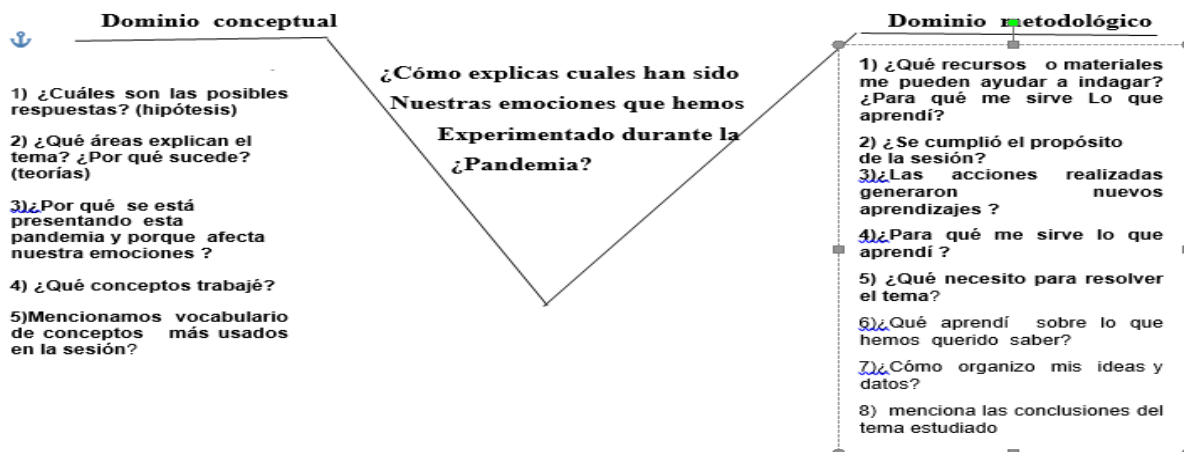 Dominio conceptual
1) ¿Cuáles son las posibles
respuestas? (hipótesis)
2) ¿Qué áreas explican el
tema? ¿Por qué sucede?
(teorías)
3)¿Por qué se está
presentando esta
pandemia y porque afecta
nuestra emociones ?
4) ¿Qué conceptos trabajé?
5)Mencionamos vocabulario
de conceptos más usados
en la sesión?
¿Cómo explicas cuales han sido
Nuestras emociones que hemos
Experimentado durante la
¿Pandemia?
Dominio metodológico
1) ¿Qué recursos o materiales
me pueden ayudar a indagar?
¿Para qué me sirve Lo que
aprendí?
2) ¿Se cumplió el propósito
de la sesión?
3)¿Las acciones realizadas
generaron nuevos
aprendizajes ?
4)¿Para qué me sirve lo que
aprendí ?
5) ¿Qué necesito para resolver
el tema?
6)¿Qué aprendí sobre lo que
hemos querido saber?
7)¿Cómo organizo mis ideas y
datos?
8) menciona las conclusiones del
tema estudiado